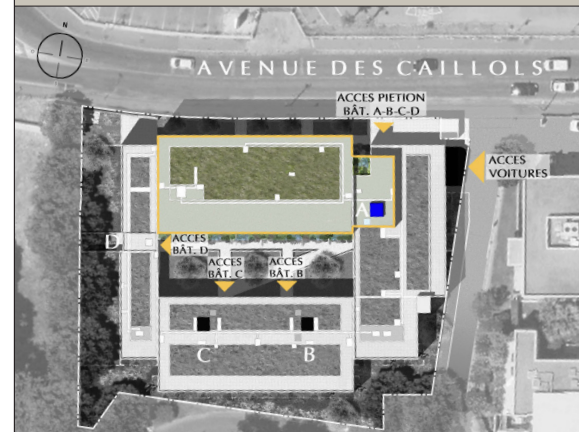 N
AVENUE DES CAILLOLS
ACCES PIETION
BÂT. A-B-C-D
ACCES
VOITURES
A
D
ACCES
BÂT. D
ACCES
BÂT. C
ACCES
BÂT. B
C
B